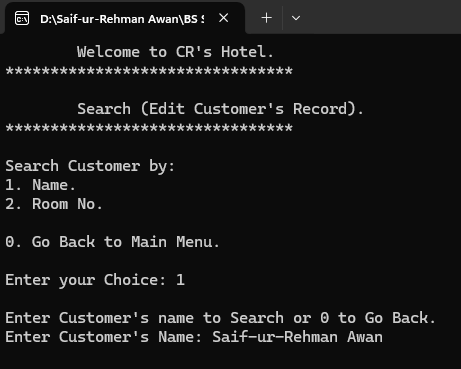 D:\Saif-ur-Rehman Awan\BS S
Welcome to CR's Hotel.
********************************
Search (Edit Customer's Record).
********************************
Search Customer by:
1. Name.
2. Room No.
0. Go Back to Main Menu.
Enter your Choice: 1
Enter Customer's name to Search or 0 to Go Back.
Enter Customer's Name: Saif-ur-Rehman Awan